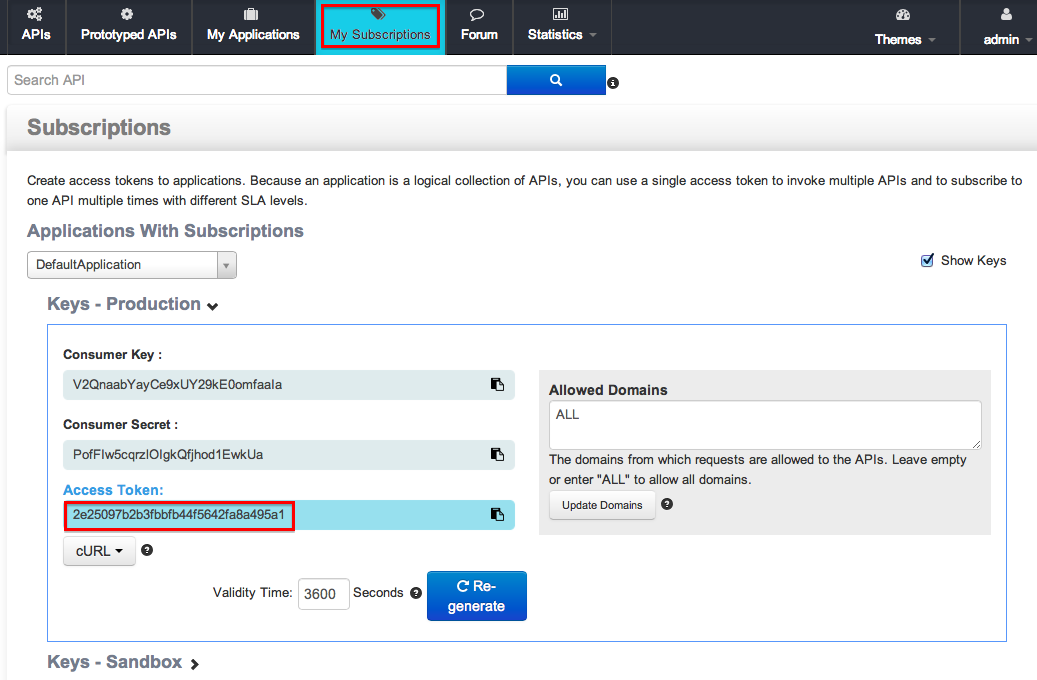 APIs
Prototyped APIs
My Applications
My Subscriptions
Forum
Statistics
Themes
admin
Search API
Subscriptions
Create access tokens to applications. Because an application is a logical collection of APIs, you can use a single access token to invoke multiple APIs and to subscribe to
one API multiple times with different SLA levels.
Applications With Subscriptions
DefaultApplication
Show Keys
Keys - Production
Consumer Key :
V2QnaabYayCe9xUY29kE0omfaaIa
Consumer Secret :
PofFIw5cqrzlOIgkQfjhod1EwkUa
Access Token:
2e25097b2b3fbbfb44f5642fa8a495a1
cURL
Allowed Domains
ALL
The domains from which requests are allowed to the APIs. Leave empty
or enter "ALL" to allow all domains.
Update Domains
Validity Time: 3600 Seconds
Re-
generate
Keys - Sandbox